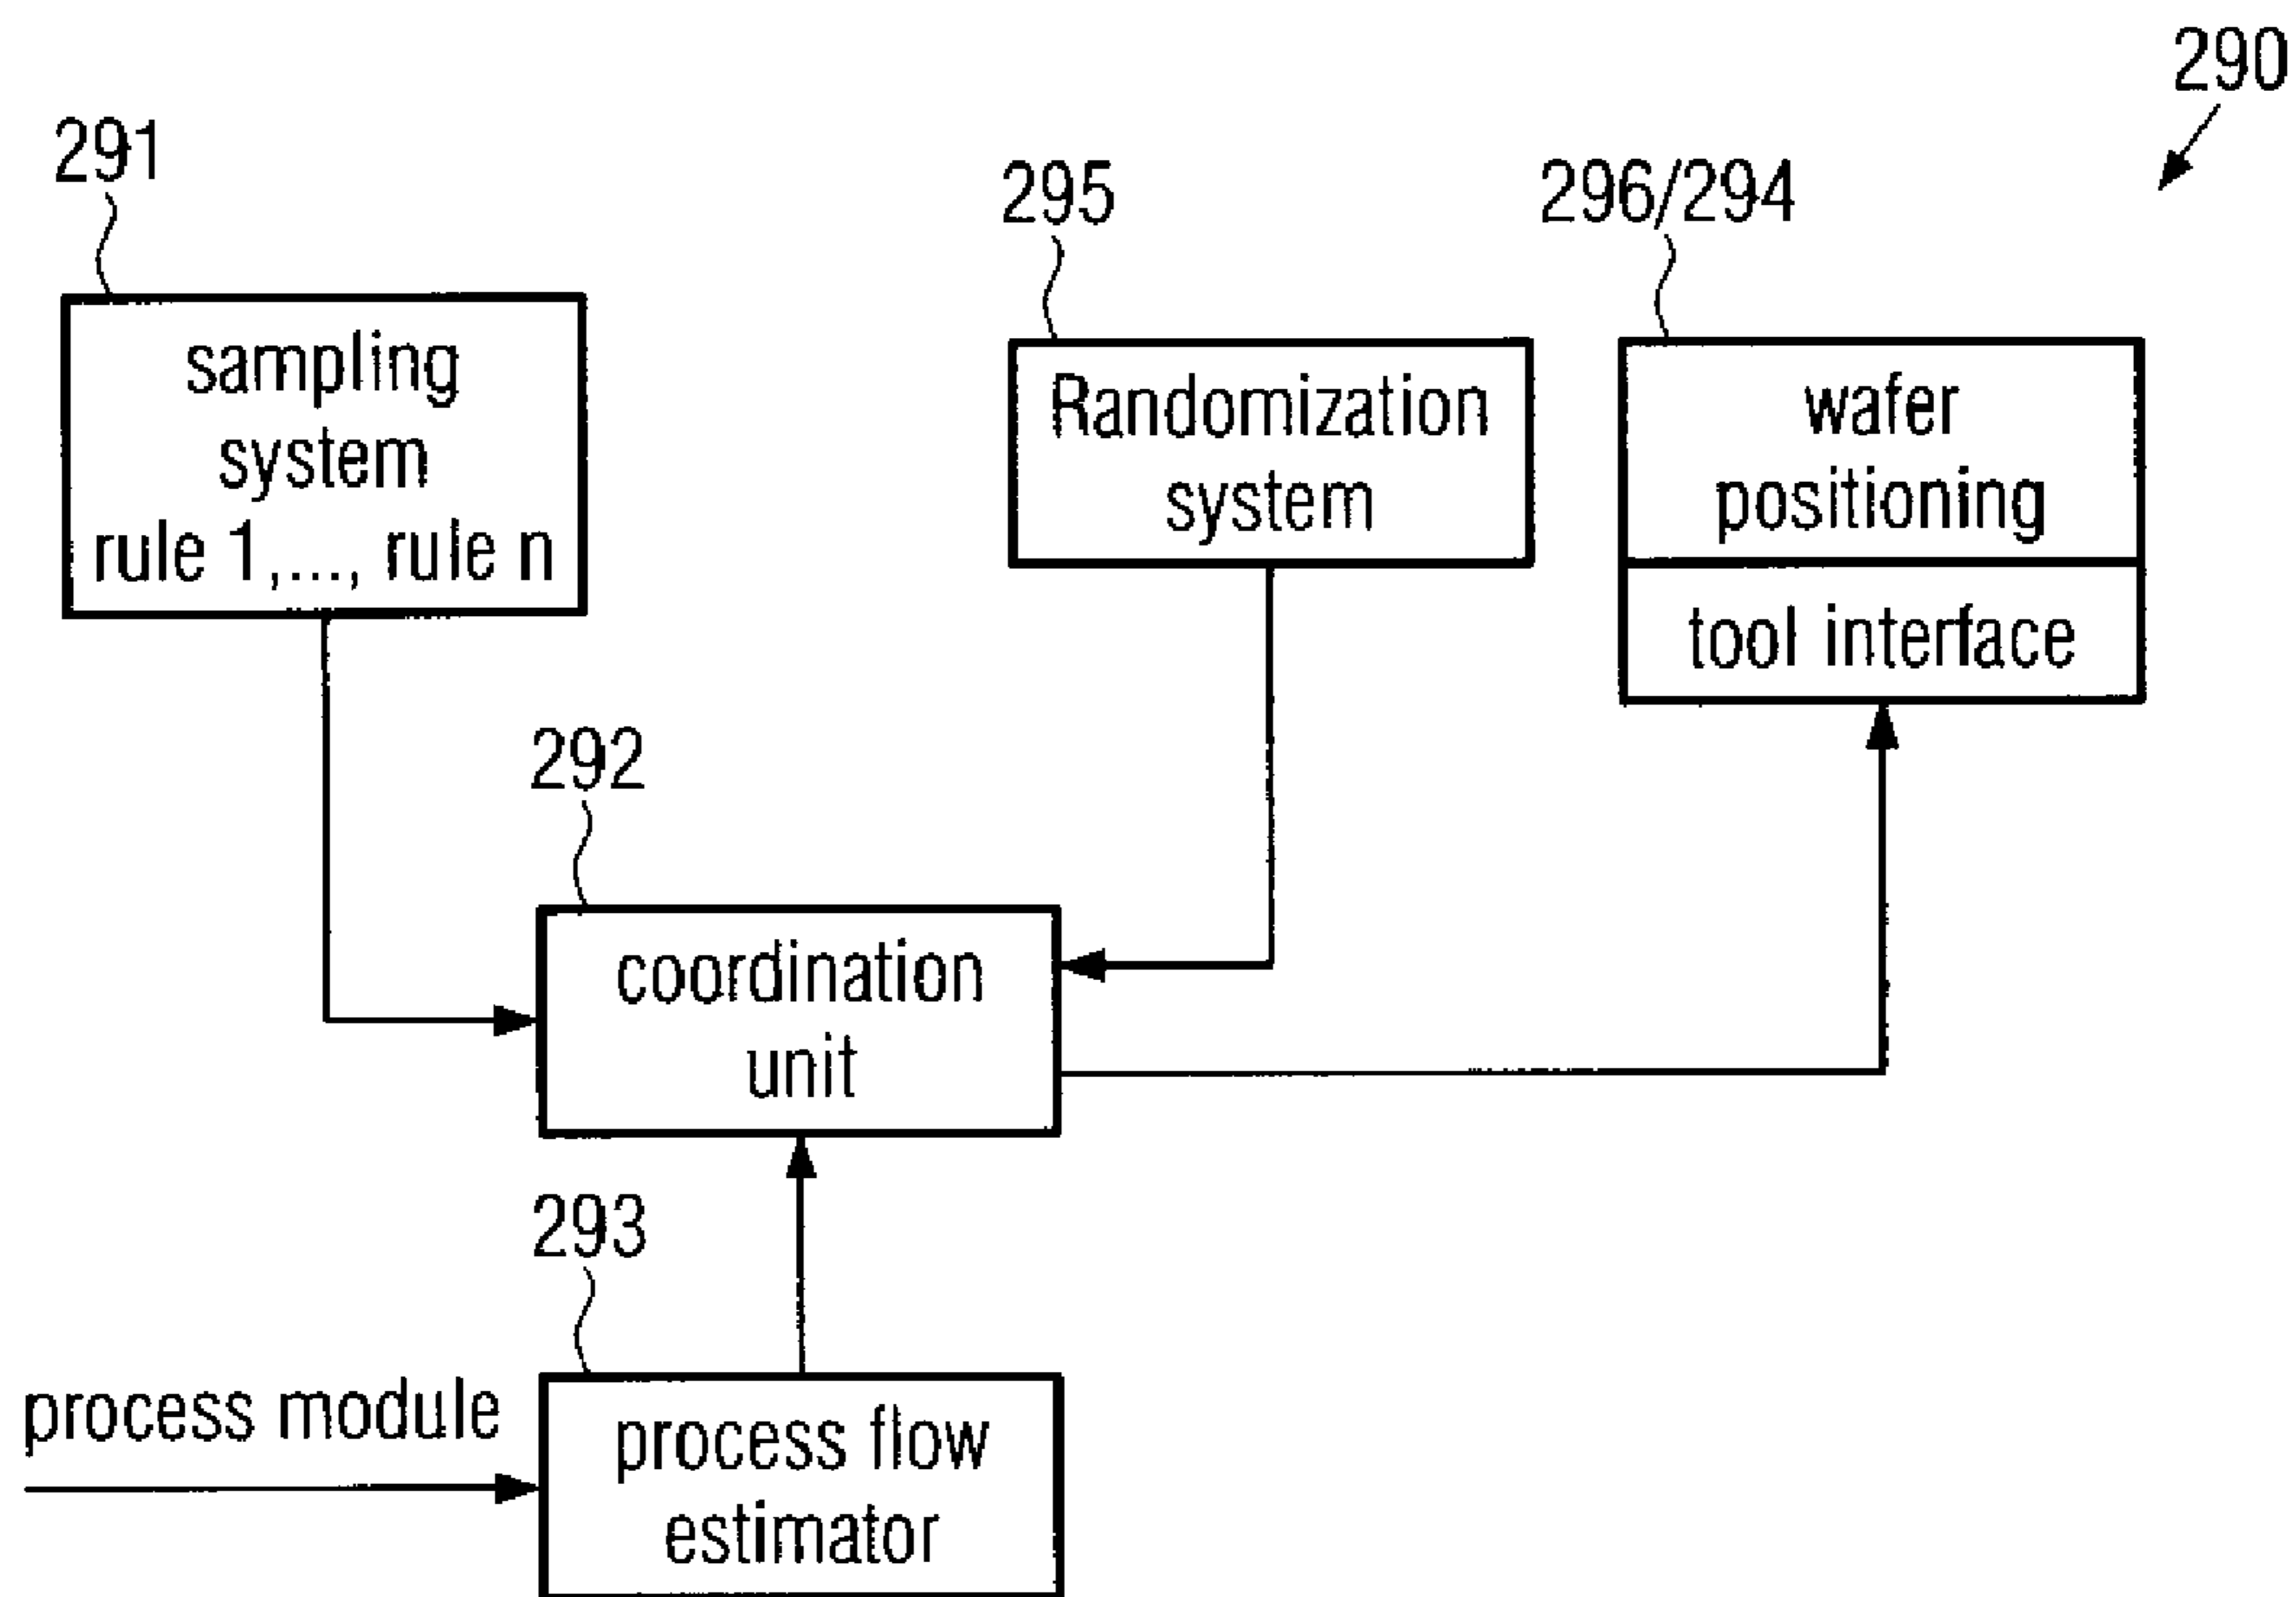 290
291
295
296/294
sampling
system
rule 1,...., rule n
Randomization
system
wafer
positioning
tool interface
292
coordination
unit
293
process module
process flow
estimator